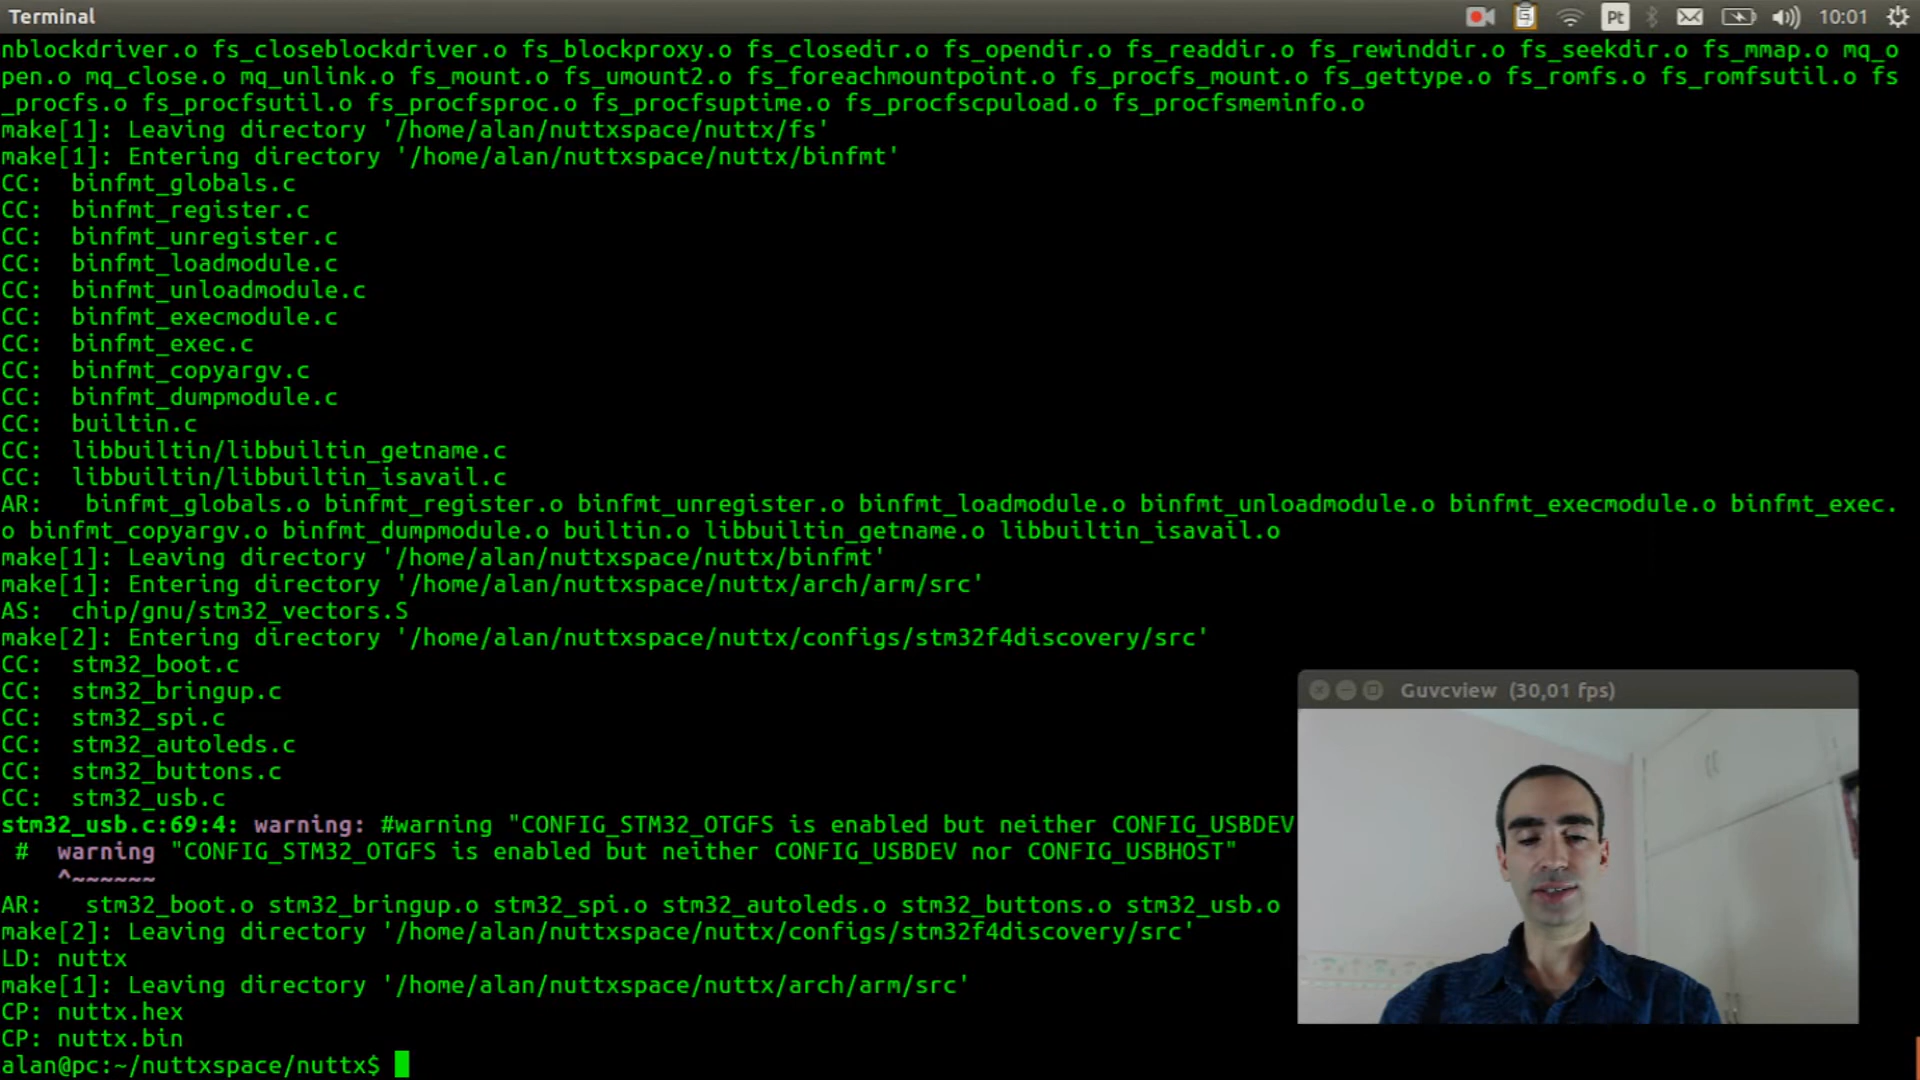 Terminal
Pt
10:01
nblockdriver.o fs_closeblockdriver.o fs_blockproxy.o fs_closedir.o fs_opendir.o fs_readdir.o fs_rewinddir.o fs_seekdir.o fs_mmap.o mq_o
pen.o mq_close.o mq_unlink.o fs_mount.o fs_umount2.o fs_foreachmountpoint.o fs_procfs_mount.o fs_gettype.o fs_romfs.o fs_romfsutil.o fs
_procfs.o fs_procfsutil.o fs_procfsproc.o fs_procfsuptime.o fs_procfscpuload.o fs_procfsmeminfo.o
make[1]: Leaving directory '/home/alan/nuttxspace/nuttx/fs'
make[1]: Entering directory '/home/alan/nuttxspace/nuttx/binfmt'
CC:  binfmt_globals.c
CC:  binfmt_register.c
CC:  binfmt_unregister.c
CC:  binfmt_loadmodule.c
CC:  binfmt_unloadmodule.c
CC:  binfmt_execmodule.c
CC:  binfmt_exec.c
CC:  binfmt_copyargv.c
CC:  binfmt_dumpmodule.c
CC:  builtin.c
CC:  libbuiltin/libbuiltin_getname.c
CC:  libbuiltin/libbuiltin_isavail.c
AR:   binfmt_globals.o binfmt_register.o binfmt_unregister.o binfmt_loadmodule.o binfmt_unloadmodule.o binfmt_execmodule.o binfmt_exec.
o binfmt_copyargv.o binfmt_dumpmodule.o builtin.o libbuiltin_getname.o libbuiltin_isavail.o
make[1]: Leaving directory '/home/alan/nuttxspace/nuttx/binfmt'
make[1]: Entering directory '/home/alan/nuttxspace/nuttx/arch/arm/src'
AS:  chip/gnu/stm32_vectors.S
make[2]: Entering directory '/home/alan/nuttxspace/nuttx/configs/stm32f4discovery/src'
CC:  stm32_boot.c
CC:  stm32_bringup.c
CC:  stm32_spi.c
CC:  stm32_autoleds.c
CC:  stm32_buttons.c
CC:  stm32_usb.c
stm32_usb.c:69:4: warning: #warning "CONFIG_STM32_OTGFS is enabled but neither CONFIG_USBDEV
 #  warning "CONFIG_STM32_OTGFS is enabled but neither CONFIG_USBDEV nor CONFIG_USBHOST"
    ^~~~~~~
AR:   stm32_boot.o stm32_bringup.o stm32_spi.o stm32_autoleds.o stm32_buttons.o stm32_usb.o
make[2]: Leaving directory '/home/alan/nuttxspace/nuttx/configs/stm32f4discovery/src'
LD: nuttx
make[1]: Leaving directory '/home/alan/nuttxspace/nuttx/arch/arm/src'
CP: nuttx.hex
CP: nuttx.bin
alan@pc:~/nuttxspace/nuttx$
Guvcview  (30,01 fps)